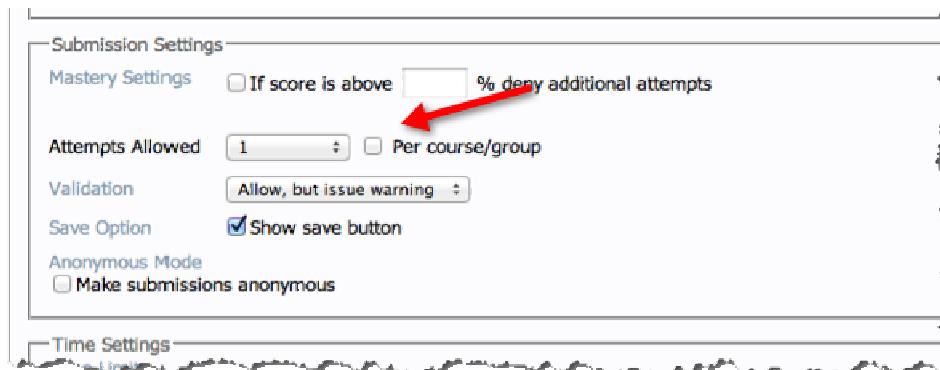 Submission Settings
Mastery Settings If score is above % deny additional attempts
Attempts Allowed 1 Per course/group
Validation Allow, but issue warning
Save Option Show save button
Anonymous Mode
Make submissions anonymous
Time Settings